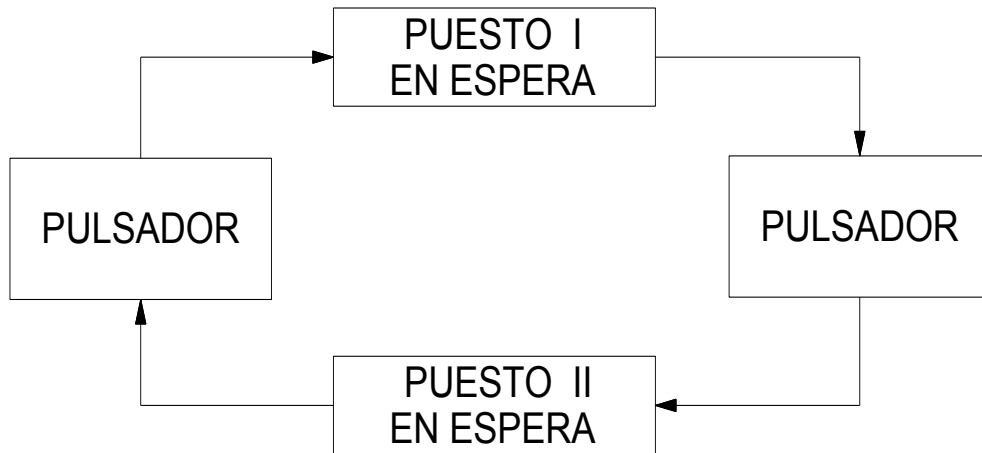 PUESTO I
EN ESPERA
PULSADOR
PULSADOR
PUESTO II
EN ESPERA